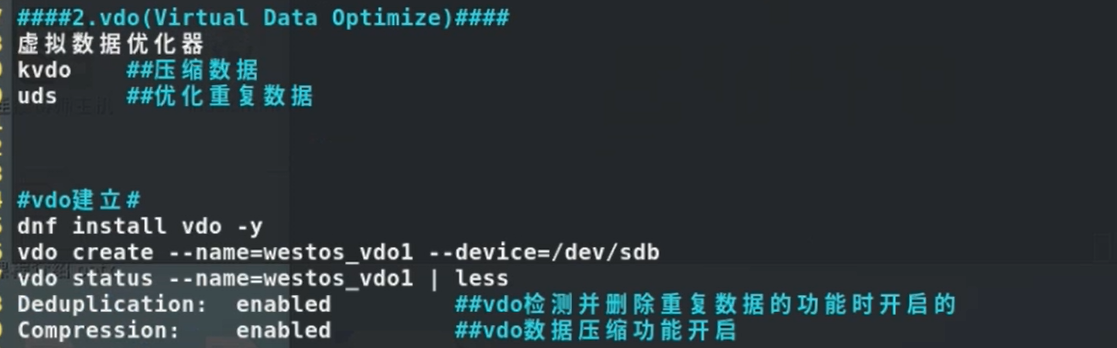 ####2.vdo(Virtual Data Optimize)####
虚拟数据优化器
kvdo ##压缩数据
uds ##优化重复数据
#vdo建立#
dnf install vdo -y
vdo create --name=westos_vdo1 --device=/dev/sdb
vdo status --name=westos_vdo1 | less
Deduplication: enabled ##vdo检测并删除重复数据的功能时开启的
Compression: enabled ##vdo数据压缩功能开启